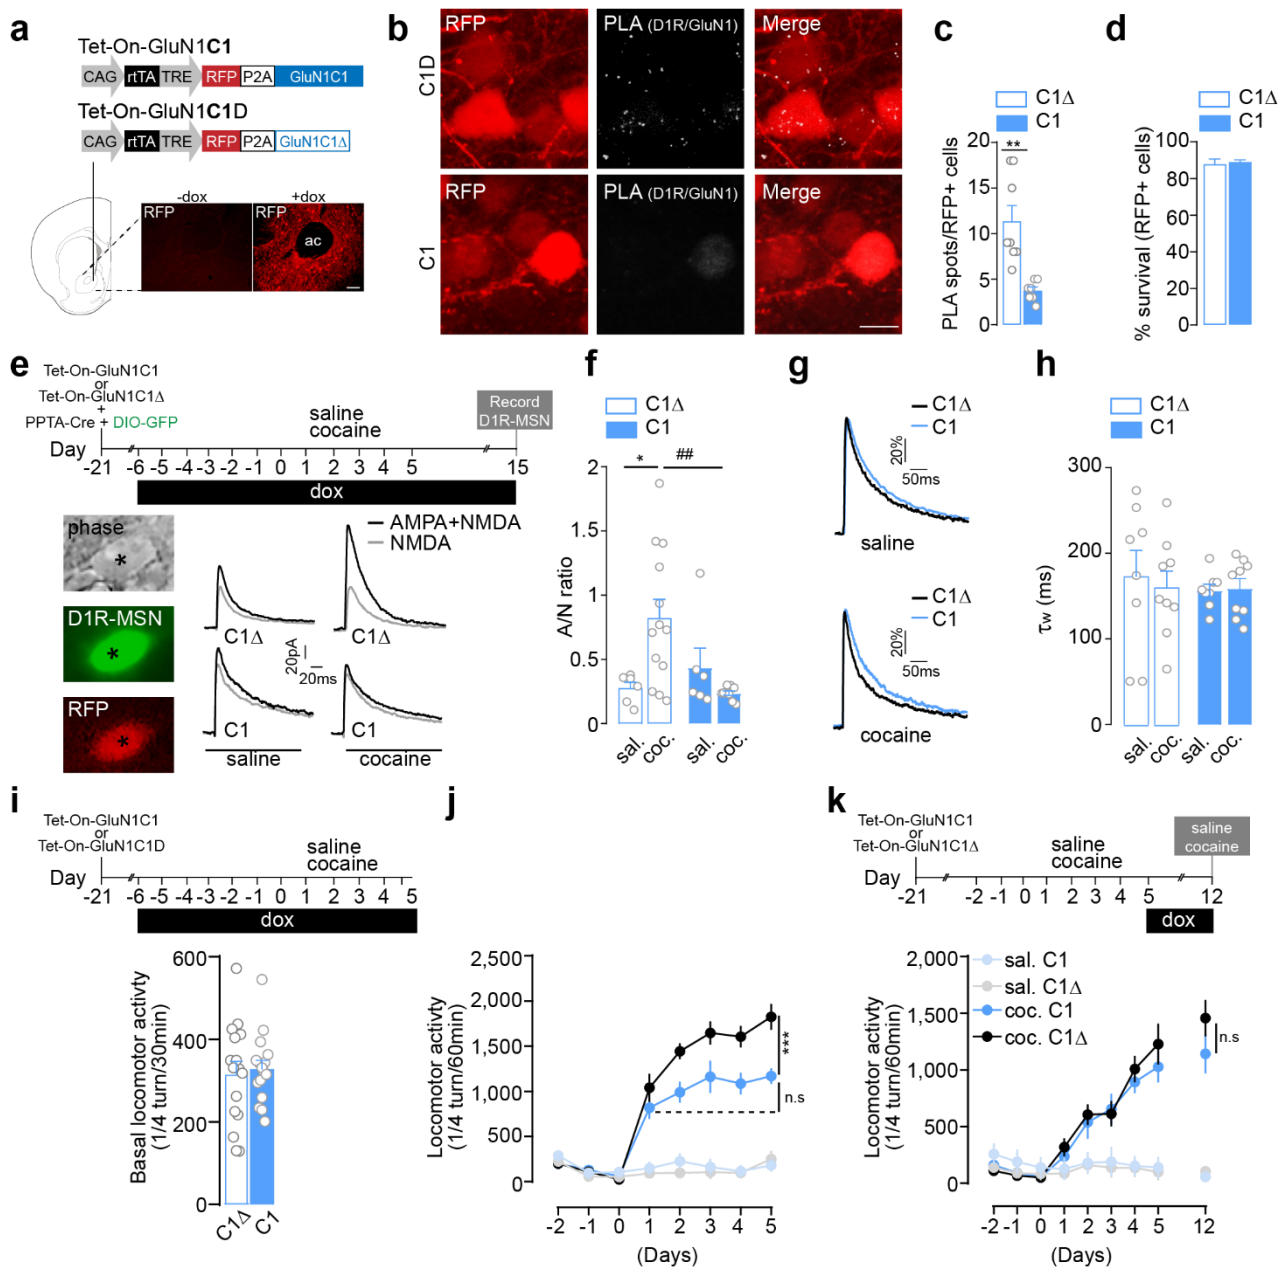 a
Tet-On-GluN1C1
CAG rtTA TRE RFP P2A GluN1C1
Tet-On-GluN1C1D
CAG rtTA TRE RFP P2A GluN1C1Δ
-dox +dox
RFP RFP
ac
b
RFP PLA (D1R/GluN1) Merge
C1D
RFP PLA (D1R/GluN1) Merge
C1
c
C1Δ
C1
PLA spots/RFP+ cells
20
15
10
5
0
**
d
C1Δ
C1
% survival (RFP+ cells)
100
80
60
40
20
0
e
Tet-On-GluN1C1
or
Tet-On-GluN1C1Δ
+
PPTA-Cre + DIO-GFP
saline
cocaine
Record
D1R-MSN
Day
-21 -6 -5 -4 -3 -2 -1 0 1 2 3 4 5 15
dox
phase
*
D1R-MSN
*
RFP
*
AMPA+NMDA
NMDA
C1Δ C1Δ
20pA
20ms
C1 C1
saline cocaine
f
C1Δ
C1
A/N ratio
2
1.5
1
0.5
0
* ##
sal. coc. sal. coc.
g
C1Δ
C1
20%
50ms
saline
C1Δ
C1
20%
50ms
cocaine
h
C1Δ
C1
τw (ms)
300
200
100
0
sal. coc. sal. coc.
i
Tet-On-GluN1C1
or
Tet-On-GluN1C1D
saline
cocaine
Day
-21 -6 -5 -4 -3 -2 -1 0 1 2 3 4 5
dox
Basal locomotor activty
(1/4 turn/30min)
600
400
200
0
C1Δ C1
j
Locomotor activty
(1/4 turn/60min)
2,500
2,000
1,500
1,000
500
0
***
n.s
-2 -1 0 1 2 3 4 5
(Days)
k
Tet-On-GluN1C1
or
Tet-On-GluN1C1Δ
saline
cocaine
saline
cocaine
Day
-21 -2 -1 0 1 2 3 4 5 12
dox
Locomotor activity
(1/4 turn/60min)
2,000
1,500
1,000
500
0
sal. C1
sal. C1Δ
coc. C1
coc. C1Δ
n.s
-2 -1 0 1 2 3 4 5 12
(Days)